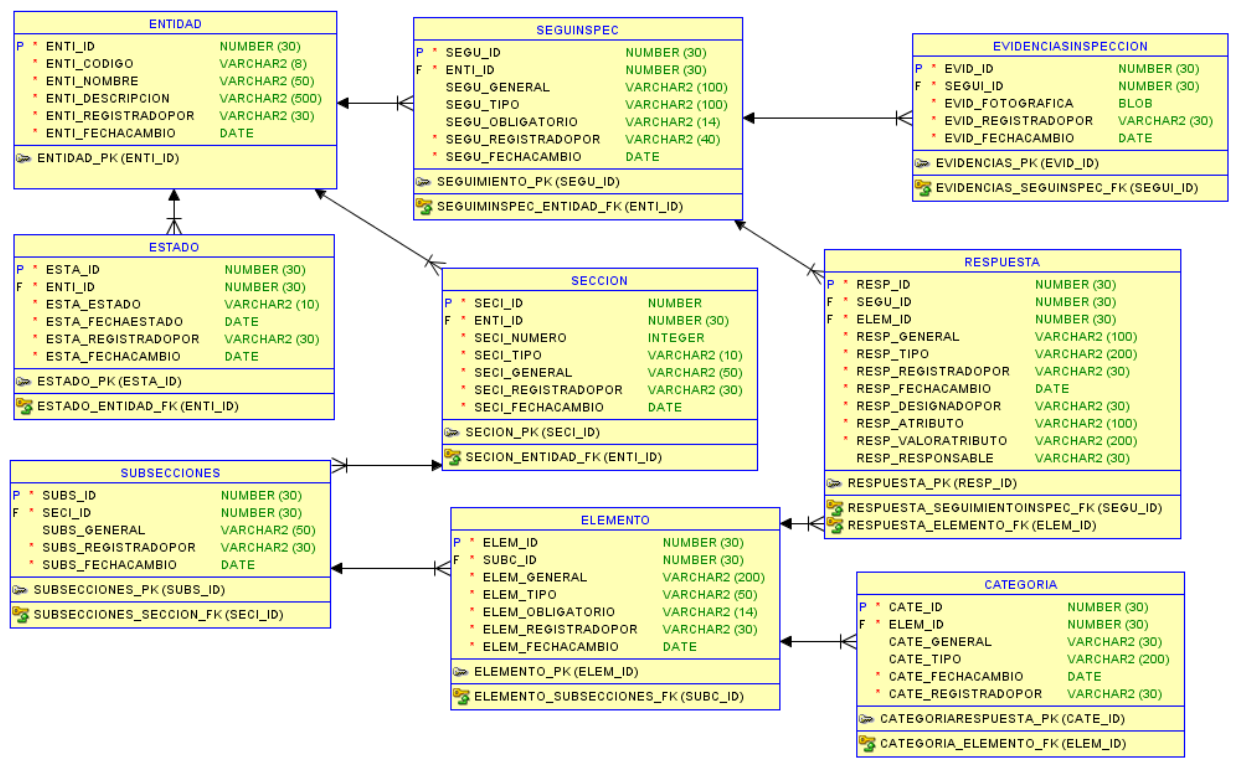 ENTIDAD
P * ENTI_ID NUMBER (30)
* ENTI_CODIGO VARCHAR2 (8)
* ENTI_NOMBRE VARCHAR2 (50)
* ENTI_DESCRIPCION VARCHAR2 (500)
* ENTI_REGISTRADOPOR VARCHAR2 (30)
* ENTI_FECHACAMBIO DATE
ENTIDAD_PK (ENTI_ID)
SEGUINSPEC
P * SEGU_ID NUMBER (30)
F * ENTI_ID NUMBER (30)
SEGU_GENERAL VARCHAR2 (100)
SEGU_TIPO VARCHAR2 (100)
SEGU_OBLIGATORIO VARCHAR2 (14)
* SEGU_REGISTRADOPOR VARCHAR2 (40)
* SEGU_FECHACAMBIO DATE
SEGUIMIENTO_PK (SEGU_ID)
SEGUIMINSPEC_ENTIDAD_FK (ENTI_ID)
EVIDENCIASINSPECCION
P * EVID_ID NUMBER (30)
F * SEGUI_ID NUMBER (30)
* EVID_FOTOGRAFICA BLOB
* EVID_REGISTRADOPOR VARCHAR2 (30)
* EVID_FECHACAMBIO DATE
EVIDENCIAS_PK (EVID_ID)
EVIDENCIAS_SEGUINSPEC_FK (SEGUI_ID)
ESTADO
P * ESTA_ID NUMBER (30)
F * ENTI_ID NUMBER (30)
* ESTA_ESTADO VARCHAR2 (10)
* ESTA_FECHAESTADO DATE
* ESTA_REGISTRADOPOR VARCHAR2 (30)
* ESTA_FECHACAMBIO DATE
ESTADO_PK (ESTA_ID)
ESTADO_ENTIDAD_FK (ENTI_ID)
SECCION
P * SECI_ID NUMBER
F * ENTI_ID NUMBER (30)
* SECI_NUMERO INTEGER
* SECI_TIPO VARCHAR2 (10)
* SECI_GENERAL VARCHAR2 (50)
* SECI_REGISTRADOPOR VARCHAR2 (30)
* SECI_FECHACAMBIO DATE
SECION_PK (SECI_ID)
SECION_ENTIDAD_FK (ENTI_ID)
RESPUESTA
P * RESP_ID NUMBER (30)
F * SEGU_ID NUMBER (30)
F * ELEM_ID NUMBER (30)
* RESP_GENERAL VARCHAR2 (100)
* RESP_TIPO VARCHAR2 (200)
* RESP_REGISTRADOPOR VARCHAR2 (30)
* RESP_FECHACAMBIO DATE
* RESP_DESIGNADOPOR VARCHAR2 (30)
* RESP_ATRIBUTO VARCHAR2 (100)
* RESP_VALORATRIBUTO VARCHAR2 (200)
RESP_RESPONSABLE VARCHAR2 (30)
RESPUESTA_PK (RESP_ID)
RESPUESTA_SEGUIMIENTOINSPEC_FK (SEGU_ID)
RESPUESTA_ELEMENTO_FK (ELEM_ID)
SUBSECCIONES
P * SUBS_ID NUMBER (30)
F * SECI_ID NUMBER (30)
SUBS_GENERAL VARCHAR2 (50)
* SUBS_REGISTRADOPOR VARCHAR2 (30)
* SUBS_FECHACAMBIO DATE
SUBSECCIONES_PK (SUBS_ID)
SUBSECCIONES_SECCION_FK (SECI_ID)
ELEMENTO
P * ELEM_ID NUMBER (30)
F * SUBC_ID NUMBER (30)
* ELEM_GENERAL VARCHAR2 (200)
* ELEM_TIPO VARCHAR2 (50)
* ELEM_OBLIGATORIO VARCHAR2 (14)
* ELEM_REGISTRADOPOR VARCHAR2 (30)
* ELEM_FECHACAMBIO DATE
ELEMENTO_PK (ELEM_ID)
ELEMENTO_SUBSECCIONES_FK (SUBC_ID)
CATEGORIA
P * CATE_ID NUMBER (30)
F * ELEM_ID NUMBER (30)
CATE_GENERAL VARCHAR2 (30)
CATE_TIPO VARCHAR2 (200)
* CATE_FECHACAMBIO DATE
* CATE_REGISTRADOPOR VARCHAR2 (30)
CATEGORIARESPUESTA_PK (CATE_ID)
CATEGORIA_ELEMENTO_FK (ELEM_ID)